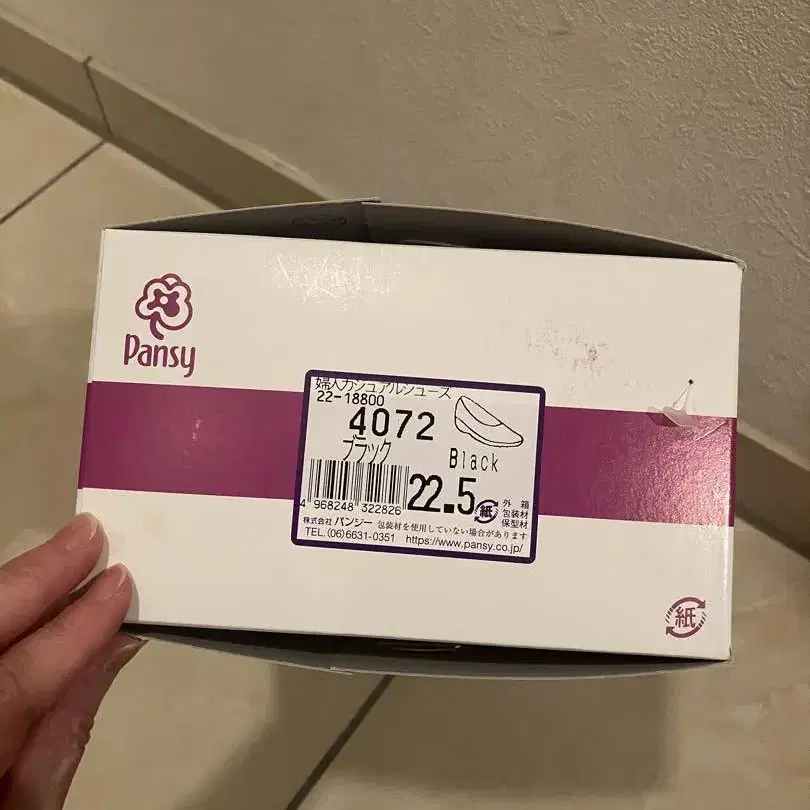 Pansy
婦人カジュアルシューズ
22-18800
4072
ブラック Black
22.5
4 968248 322826
紙 外箱
包装材
保型材
株式会社 パンジー 包装材を使用していない場合があります
TEL.(06)6631-0351 https://www.pansy.co.jp/
紙